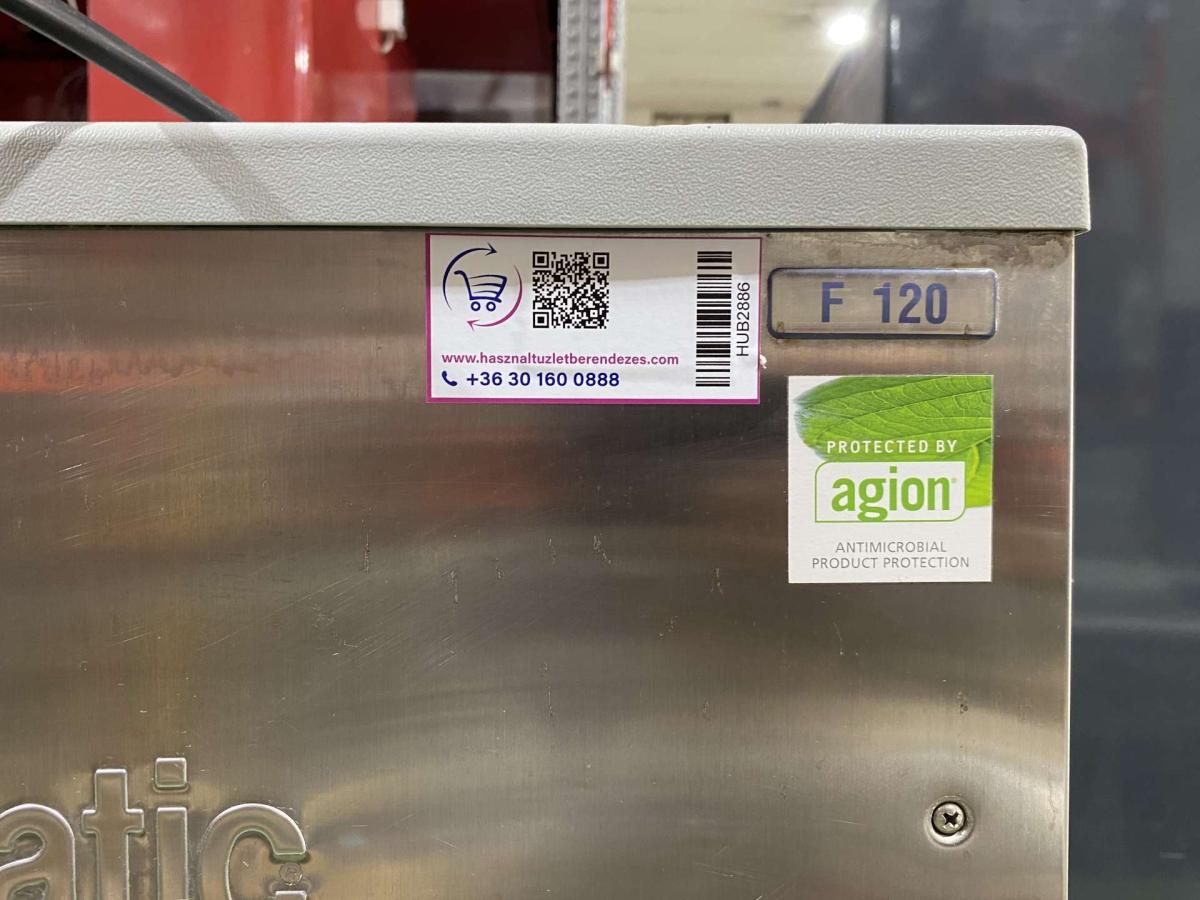 www.hasznaltuzletberendezes.com
+36 30 160 0888
HUB2886
F 120
PROTECTED BY
agion®
ANTIMICROBIAL
PRODUCT PROTECTION
atic®